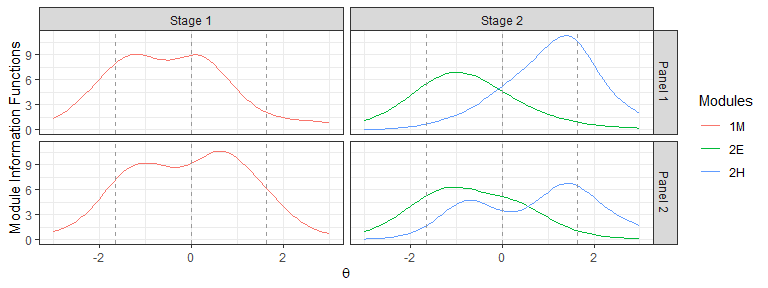 Stage 1
Stage 2
Module Information Functions
9
6
3
0
Panel 1
9
6
3
0
Panel 2
-2
0
2
-2
0
2
θ
Modules
1M
2E
2H